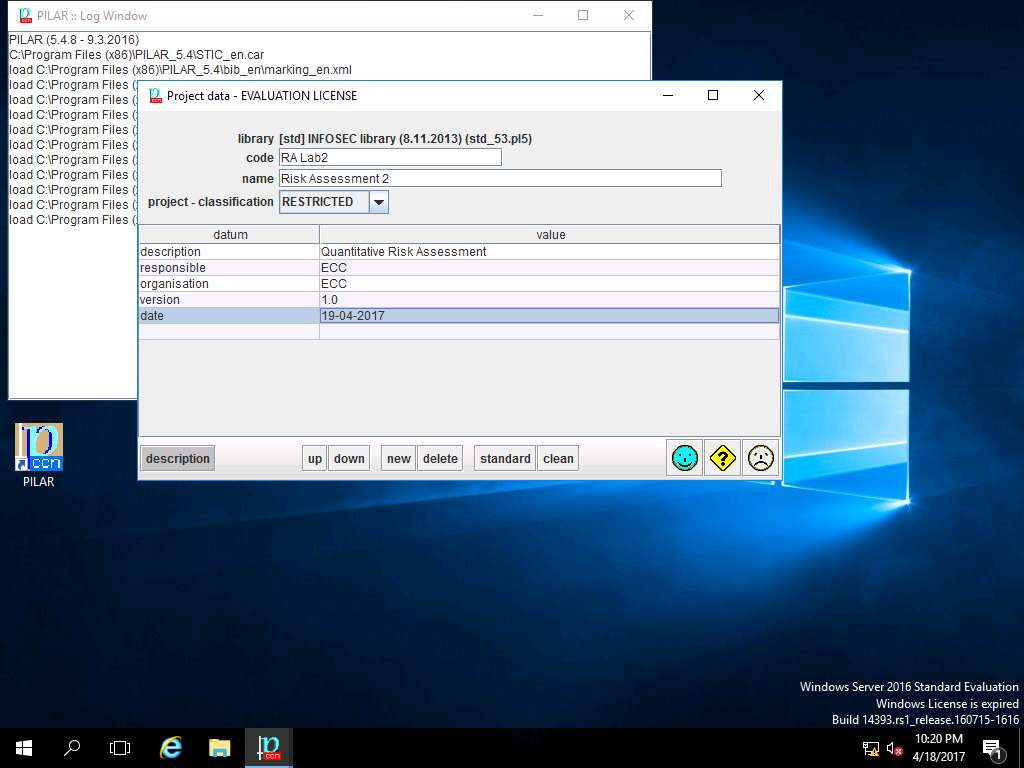 PILAR :: Log Window
PILAR (5.4.8 - 9.3.2016)
C:\Program Files (x86)\PILAR_5.4\STIC_en.car
load C:\Program Files (x86)\PILAR_5.4\bib_en\marking_en.xml
load C:\Program Files (
load C:\Program Files (
load C:\Program Files (
load C:\Program Files (
load C:\Program Files (
load C:\Program Files (
load C:\Program Files (
load C:\Program Files (
load C:\Program Files (
load C:\Program Files (
Project data - EVALUATION LICENSE
library [std] INFOSEC library (8.11.2013) (std_53.pl5)
code RA Lab2
name Risk Assessment 2
project - classification RESTRICTED
datum value
description Quantitative Risk Assessment
responsible ECC
organisation ECC
version 1.0
date 19-04-2017
description up down new delete standard clean ?
ccn
PILAR
Windows Server 2016 Standard Evaluation
Windows License is expired
Build 14393.rs1_release.160715-1616
ccn
10:20 PM
4/18/2017
1